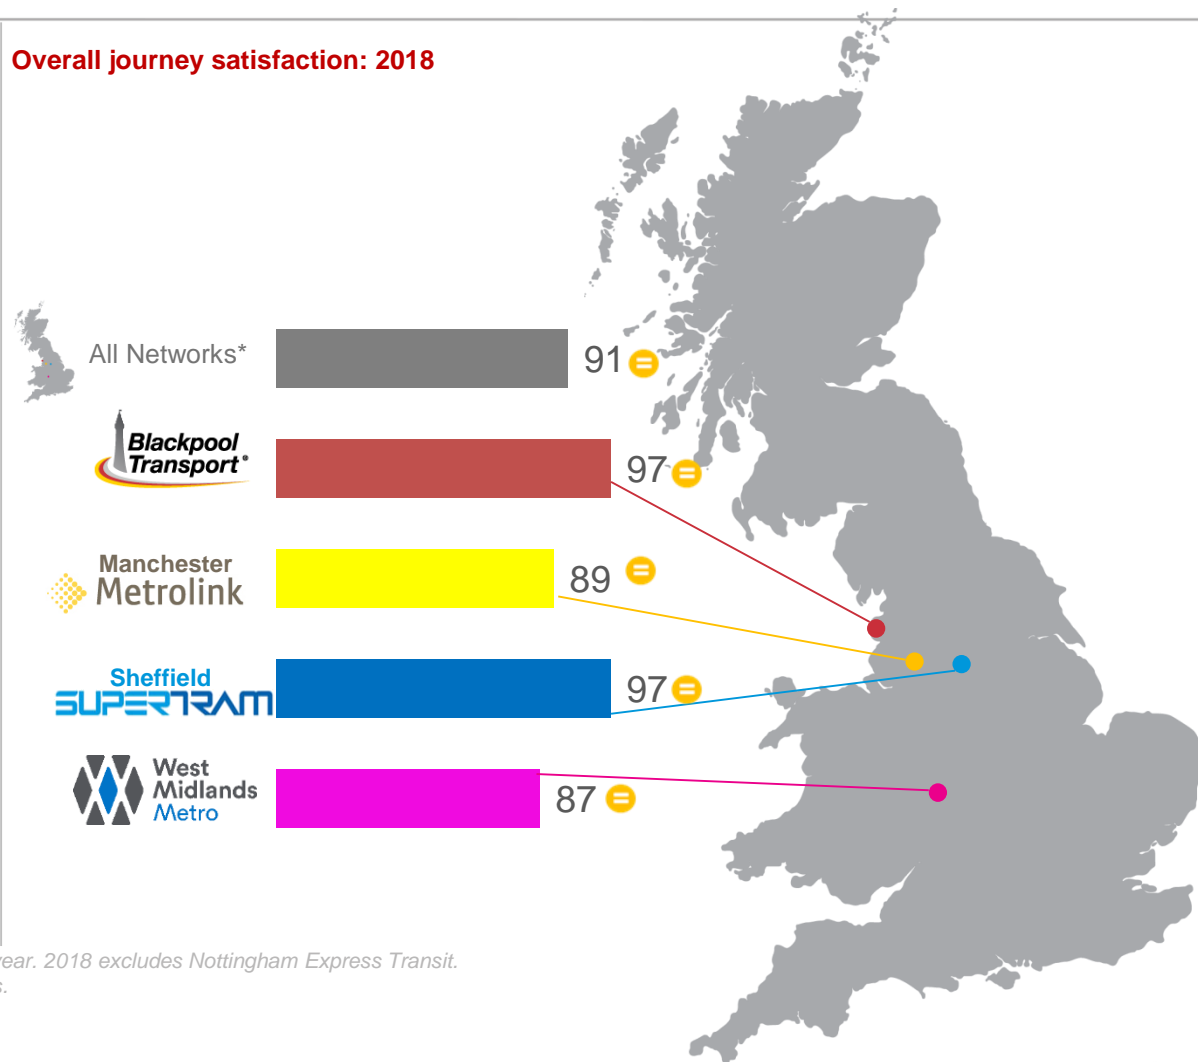 Overall journey satisfaction: 2018
All Networks*
91
Blackpool
Transport
97
Manchester
Metrolink
89
Sheffield
SUPERTRAM
97
West
Midlands
Metro
87
year. 2018 excludes Nottingham Express Transit.